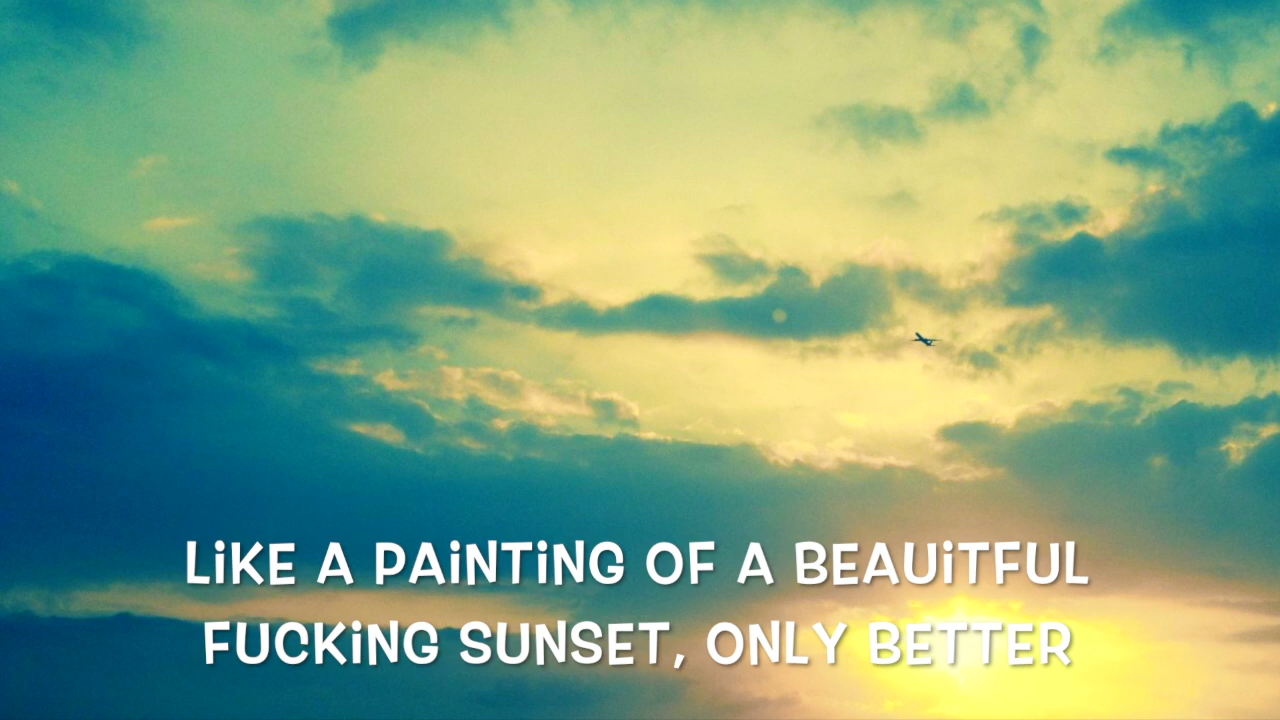 LiKE A PAiNTiNG OF A BEAUiTFUL
FUCKiNG SUNSET, ONLY BETTER